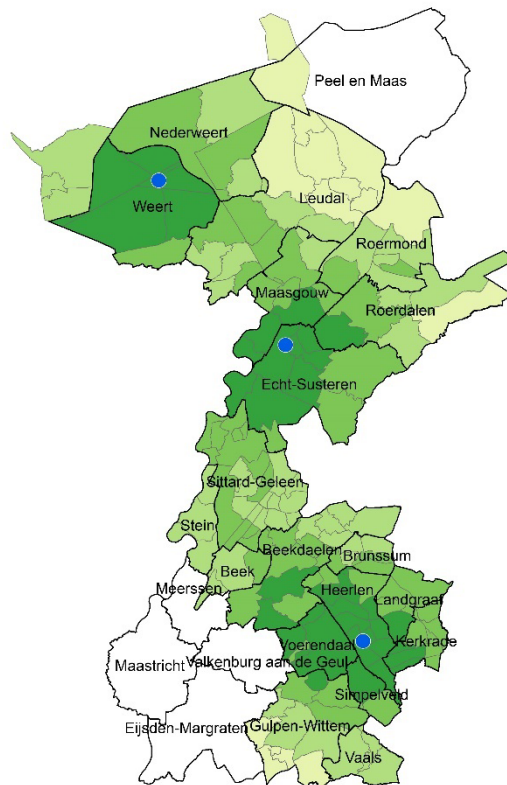 Peel en Maas
Nederweert
Leudal
Weert
Roermond
Maasgouw
Roerdalen
Echt-Susteren
Sittard-Geleen
Stein
Beekdaelen
Brunssum
Beek
Meerssen
Heerlen
Landgraaf
Voerendaal
Kerkrade
Maastricht
Valkenburg aan de Geul
Simpelveld
Eijsden-Margraten
Gulpen-Wittem
Vaals